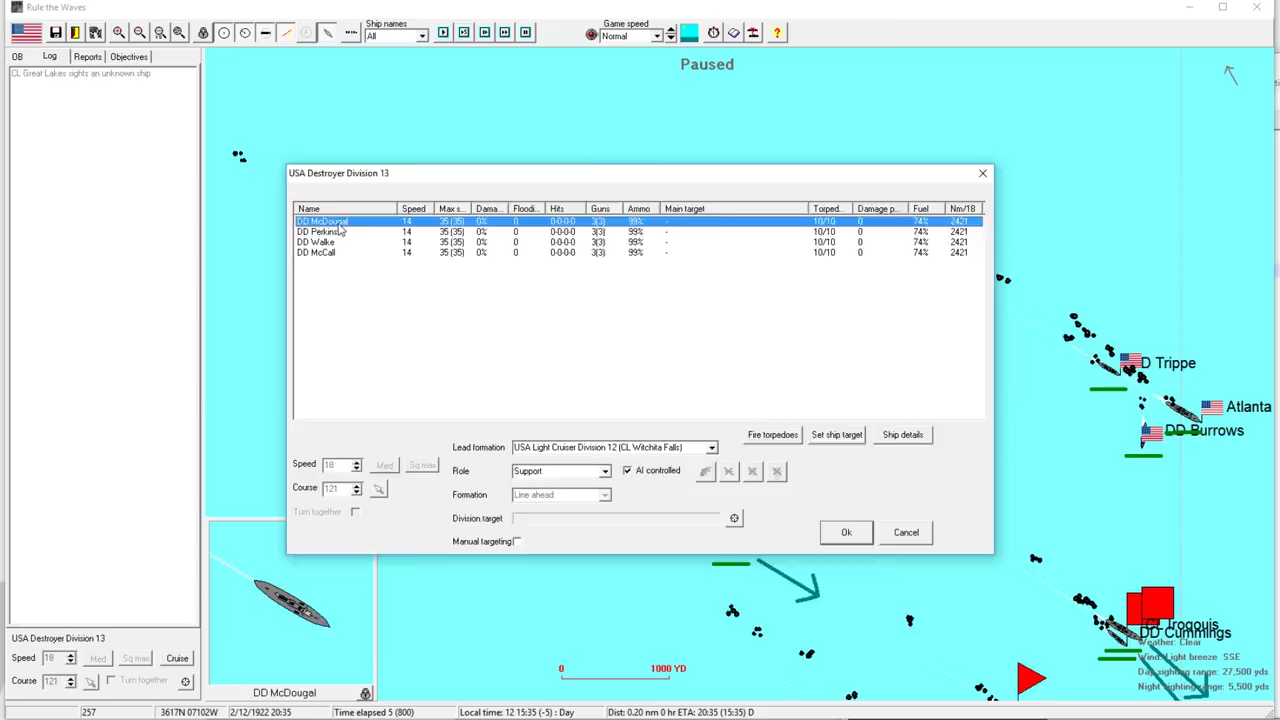 Rule the Waves
Ship names
All
Game speed
Normal
OB Log Reports Objectives
CL Great Lakes sights an unknown ship
Paused
USA Destroyer Division 13
Name Speed Max s... Dama... Floodi... Hits Guns Ammo Main target Torped... Damage p... Fuel Nm/18
DD McDougal 14 35 (35) 0% 0 0-0-0-0 3(3) 99% - 10/10 0 74% 2421
DD Perkins 14 35 (35) 0% 0 0-0-0-0 3(3) 99% - 10/10 0 74% 2421
DD Walke 14 35 (35) 0% 0 0-0-0-0 3(3) 99% - 10/10 0 74% 2421
DD McCall 14 35 (35) 0% 0 0-0-0-0 3(3) 99% - 10/10 0 74% 2421
Lead formation USA Light Cruiser Division 12 (CL Witchita Falls)
Fire torpedoes Set ship target Ship details
Speed 18 Med Sq max
Role Support AI controlled
Course 121
Formation Line ahead
Turn together
Division target
Manual targeting
Ok Cancel
D Trippe
Atlanta
DD Burrows
CL Iroquois
DD Cummings
Weather: Clear
Wind: Light breeze SSE
Day sighting range: 27,500 yds
Night sighting range: 5,500 yds
0 1000 YD
USA Destroyer Division 13
Speed 18 Med Sq max Cruise
Course 121 Turn together
DD McDougal
257 3617N 07102W 2/12/1922 20:35 Time elapsed 5 (800) Local time: 12 15:35 (-5) : Day Dist: 0.20 nm 0 hr ETA: 20:35 (15:35) D